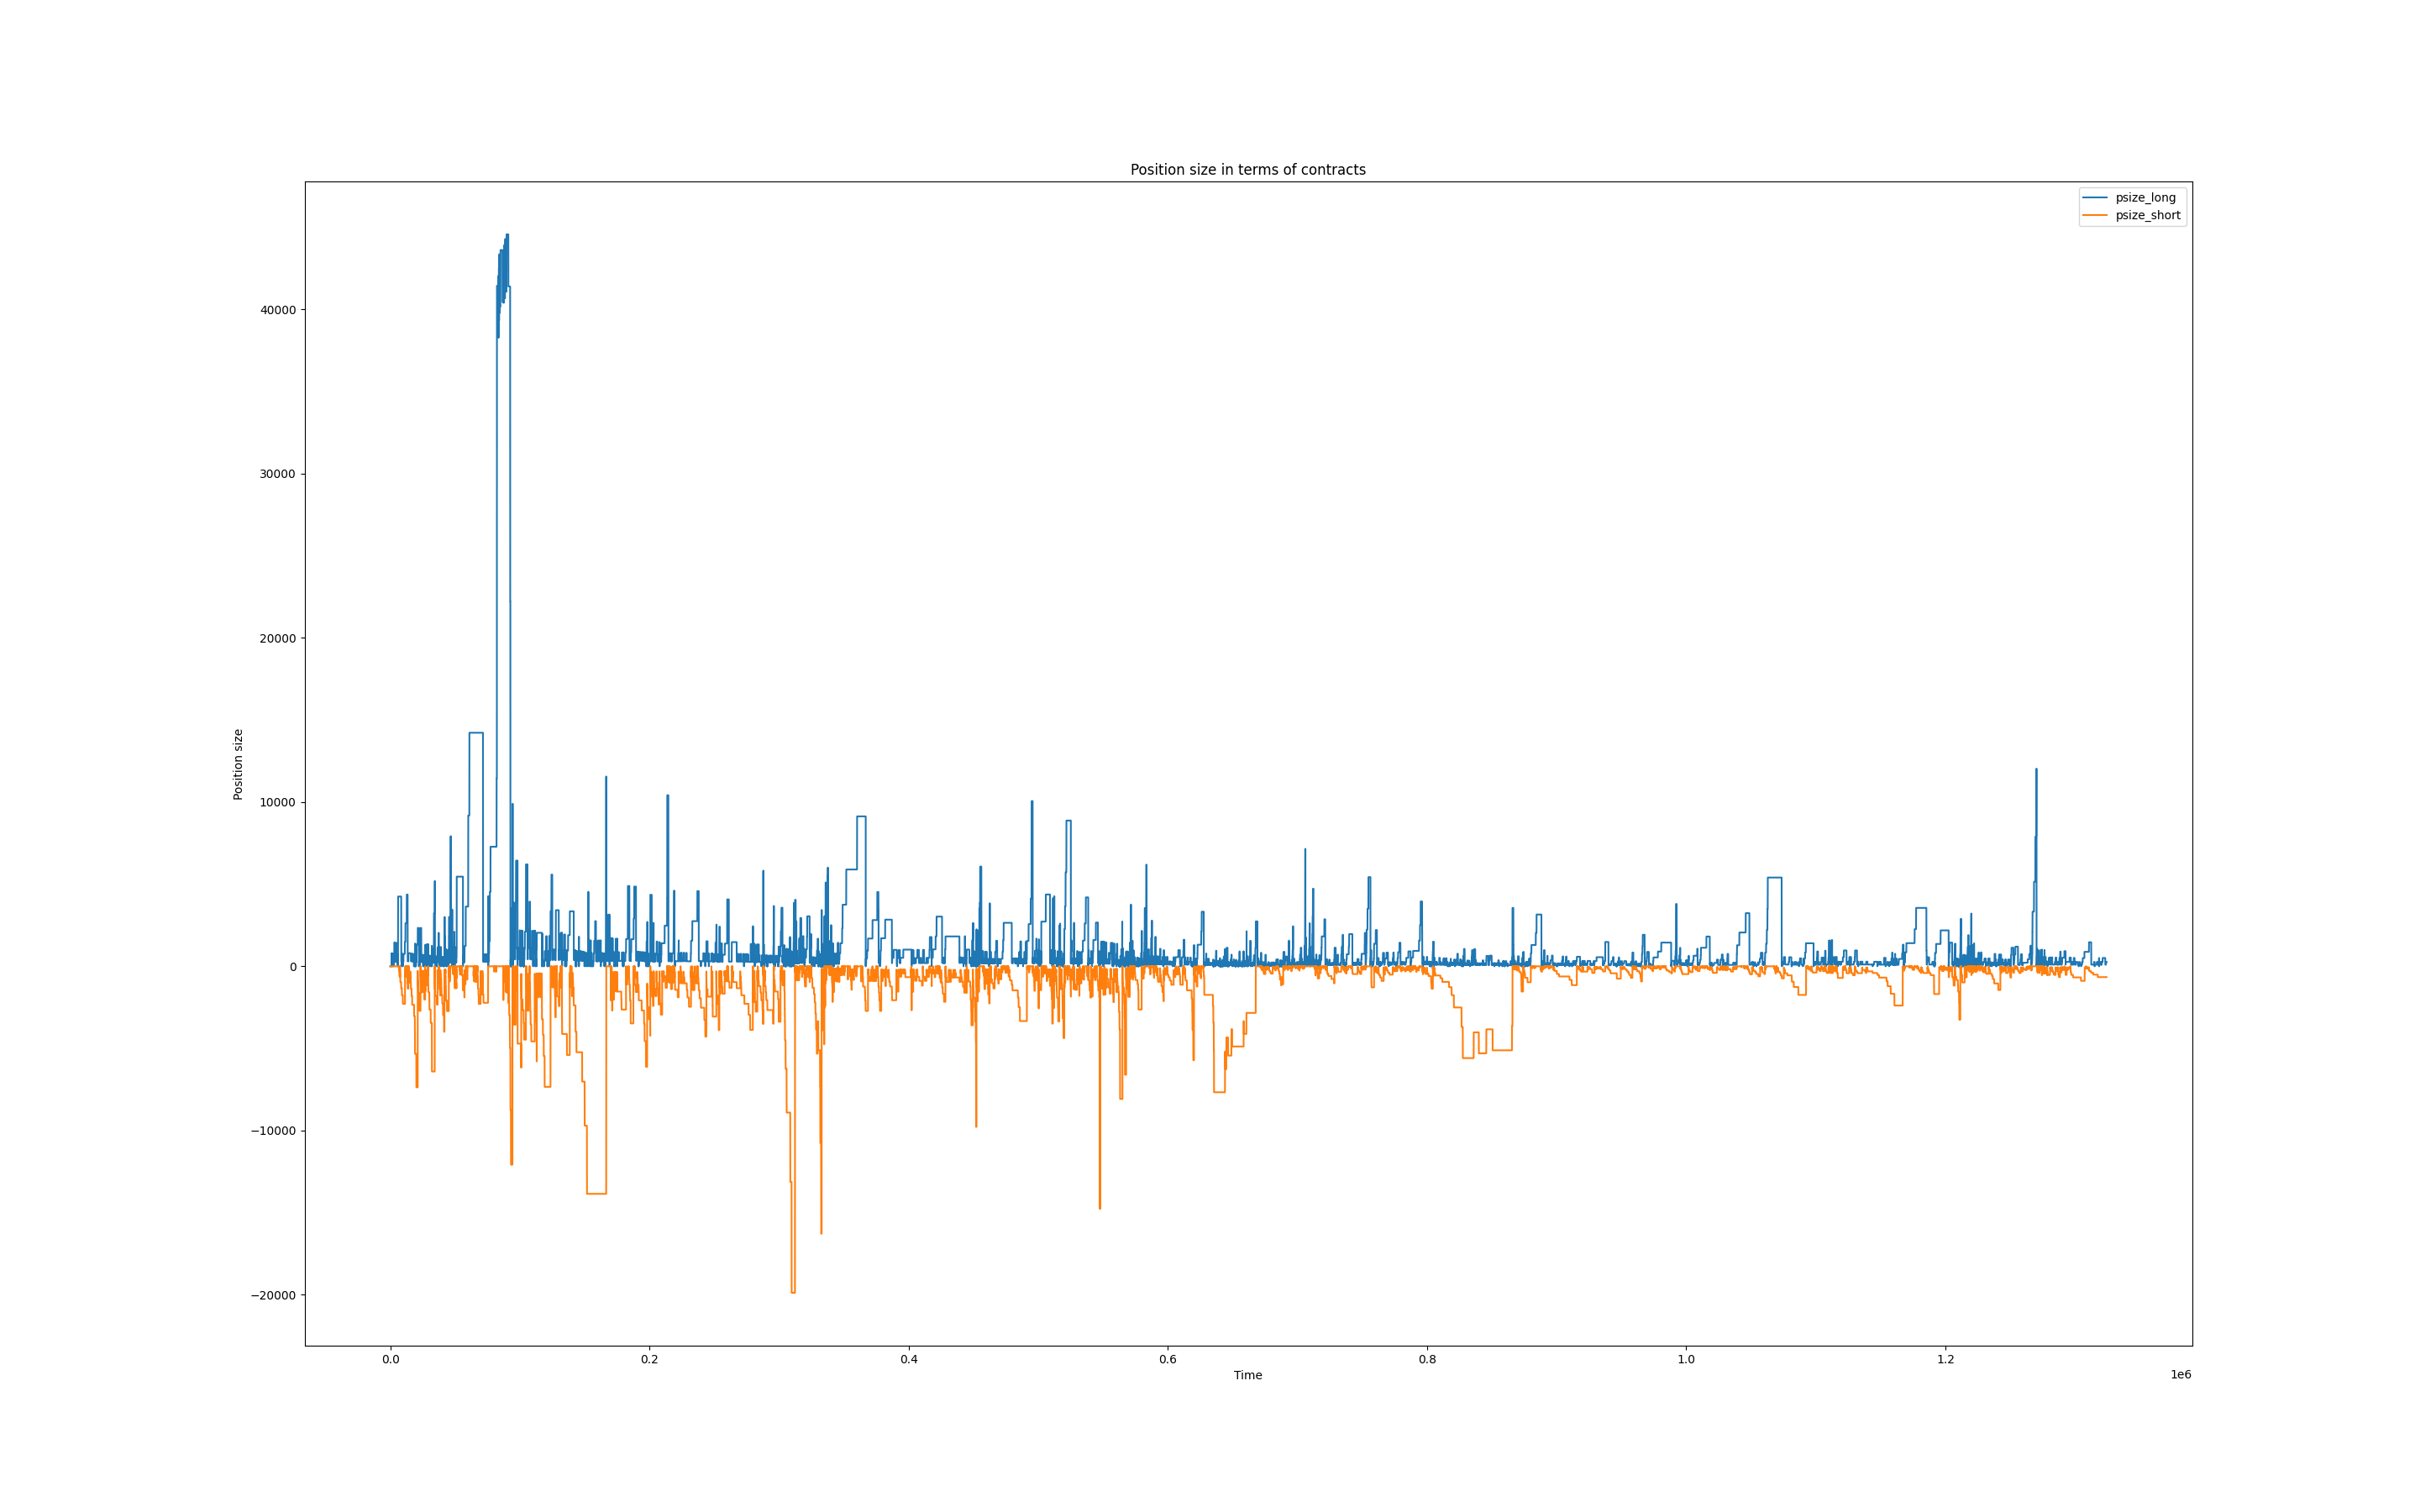 Position size in terms of contracts
psize_long
psize_short
Position size
40000
30000
20000
10000
0
−10000
−20000
0.0
0.2
0.4
0.6
0.8
1.0
1.2
1e6
Time